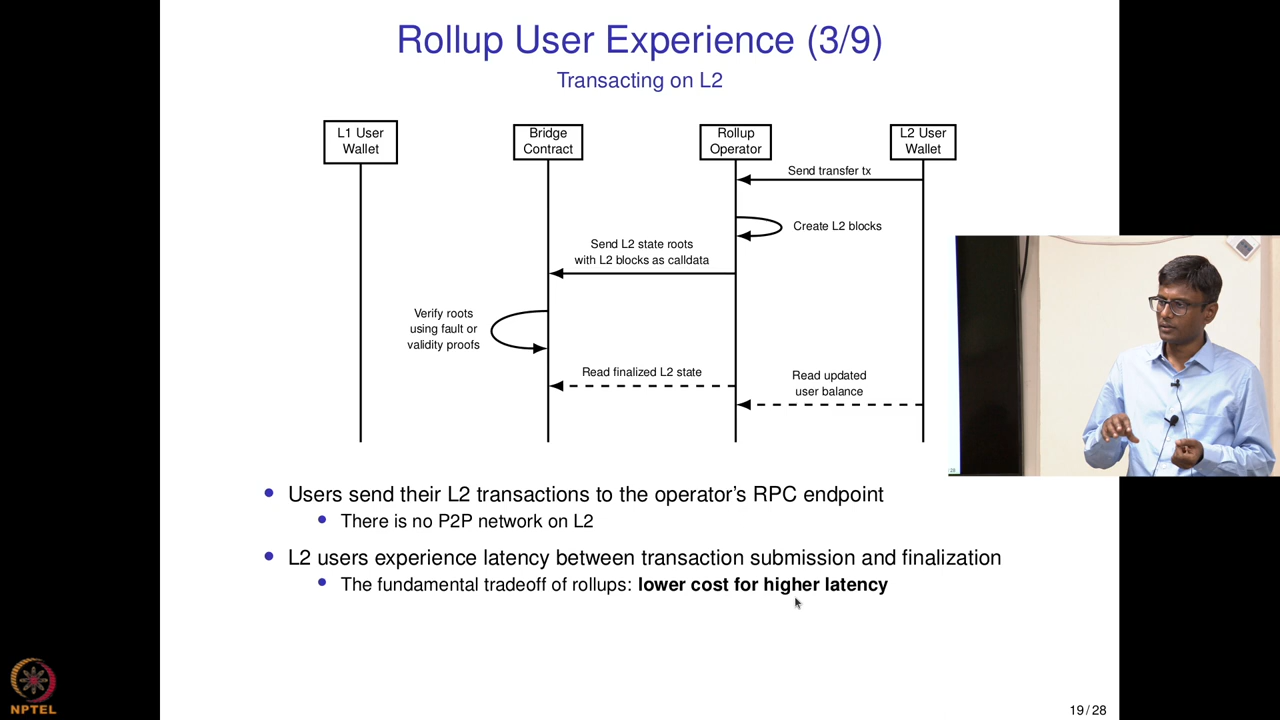 Rollup User Experience (3/9)
Transacting on L2
L1 User
Wallet
Bridge
Contract
Rollup
Operator
L2 User
Wallet
Send transfer tx
Create L2 blocks
Send L2 state roots
with L2 blocks as calldata
Verify roots
using fault or
validity proofs
Read finalized L2 state
Read updated
user balance
• Users send their L2 transactions to the operator's RPC endpoint
• There is no P2P network on L2
• L2 users experience latency between transaction submission and finalization
• The fundamental tradeoff of rollups: lower cost for higher latency
NPTEL
19 / 28